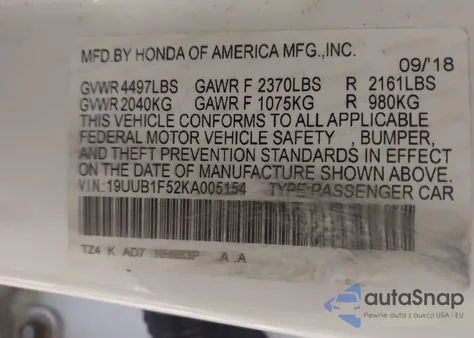 MFD.BY HONDA OF AMERICA MFG.,INC.
09/'18
GVWR 4497LBS GAWR F 2370LBS R 2161LBS
GVWR 2040KG GAWR F 1075KG R 980KG
THIS VEHICLE CONFORMS TO ALL APPLICABLE
FEDERAL MOTOR VEHICLE SAFETY , BUMPER,
AND THEFT PREVENTION STANDARDS IN EFFECT
ON THE DATE OF MANUFACTURE SHOWN ABOVE.
V.I.N.:19UUB1F52KA005154 TYPE:PASSENGER CAR
TZ4 K AD7 A A
autoSnap
Pewne auta z aukcji USA i EU